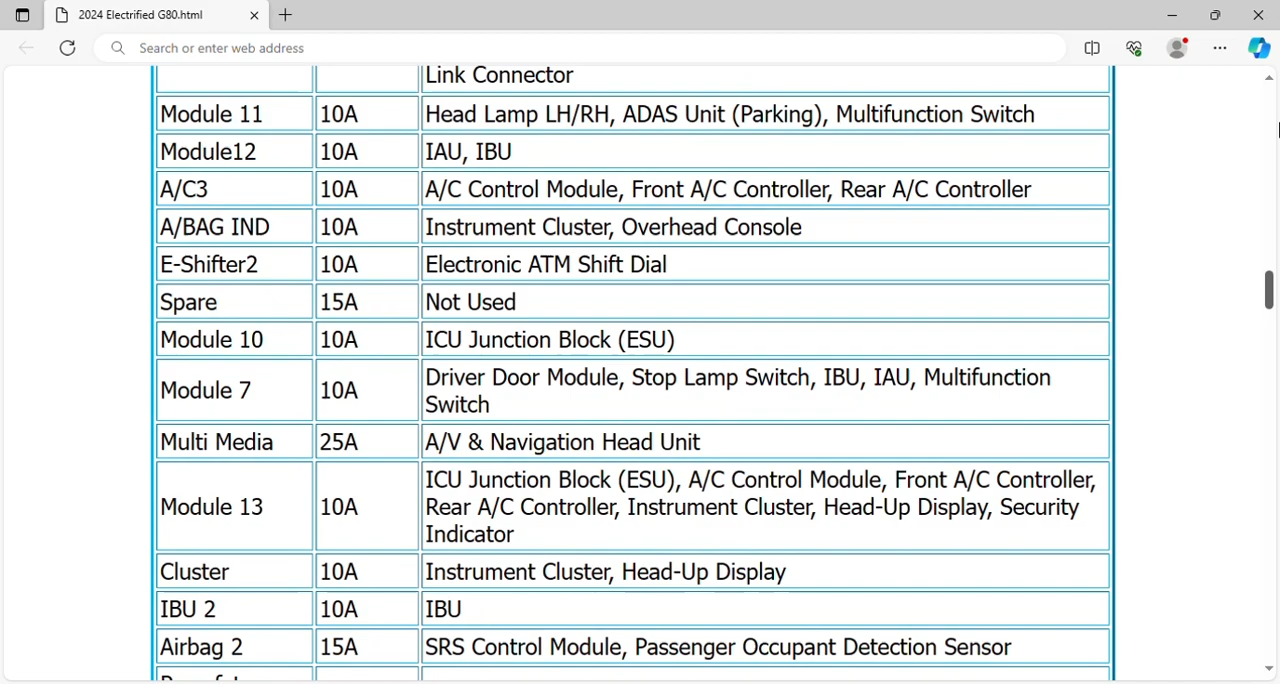 2024 Electrified G80.html
Search or enter web address
Link Connector
Module 11 10A Head Lamp LH/RH, ADAS Unit (Parking), Multifunction Switch
Module12 10A IAU, IBU
A/C3 10A A/C Control Module, Front A/C Controller, Rear A/C Controller
A/BAG IND 10A Instrument Cluster, Overhead Console
E-Shifter2 10A Electronic ATM Shift Dial
Spare 15A Not Used
Module 10 10A ICU Junction Block (ESU)
Module 7 10A Driver Door Module, Stop Lamp Switch, IBU, IAU, Multifunction
Switch
Multi Media 25A A/V & Navigation Head Unit
Module 13 10A ICU Junction Block (ESU), A/C Control Module, Front A/C Controller,
Rear A/C Controller, Instrument Cluster, Head-Up Display, Security
Indicator
Cluster 10A Instrument Cluster, Head-Up Display
IBU 2 10A IBU
Airbag 2 15A SRS Control Module, Passenger Occupant Detection Sensor